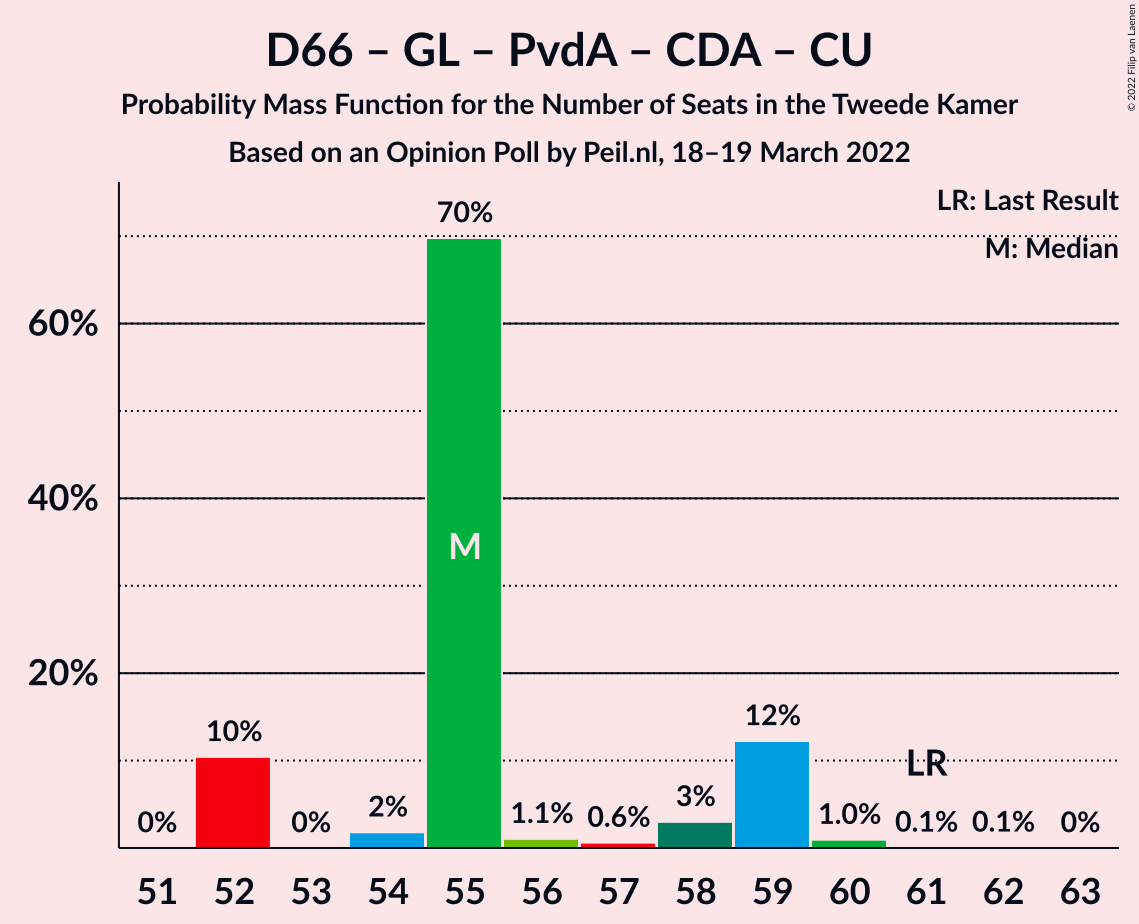 D66 – GL – PvdA – CDA – CU
Probability Mass Function for the Number of Seats in the Tweede Kamer
Based on an Opinion Poll by Peil.nl, 18–19 March 2022
© 2022 Filip van Laenen
LR: Last Result
M: Median
60%
40%
20%
0%
10%
0%
2%
70%
M
1.1%
0.6%
3%
12%
1.0%
LR
0.1%
0.1%
0%
51 52 53 54 55 56 57 58 59 60 61 62 63